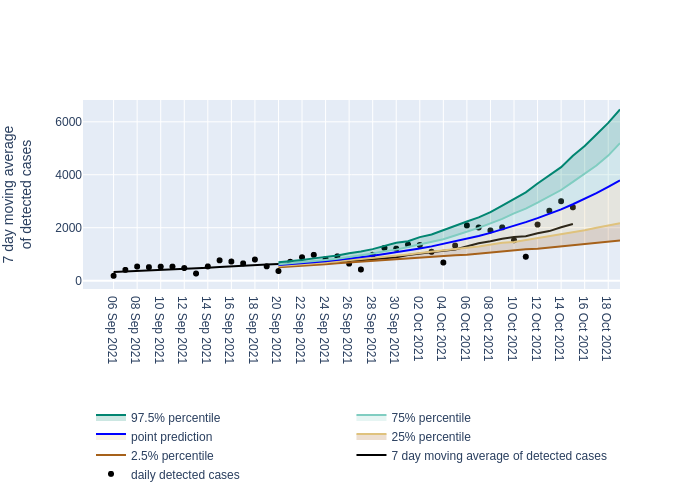 7 day moving average
of detected cases
6000
4000
2000
0
06 Sep 2021
08 Sep 2021
10 Sep 2021
12 Sep 2021
14 Sep 2021
16 Sep 2021
18 Sep 2021
20 Sep 2021
22 Sep 2021
24 Sep 2021
26 Sep 2021
28 Sep 2021
30 Sep 2021
02 Oct 2021
04 Oct 2021
06 Oct 2021
08 Oct 2021
10 Oct 2021
12 Oct 2021
14 Oct 2021
16 Oct 2021
18 Oct 2021
97.5% percentile
75% percentile
point prediction
25% percentile
2.5% percentile
7 day moving average of detected cases
daily detected cases